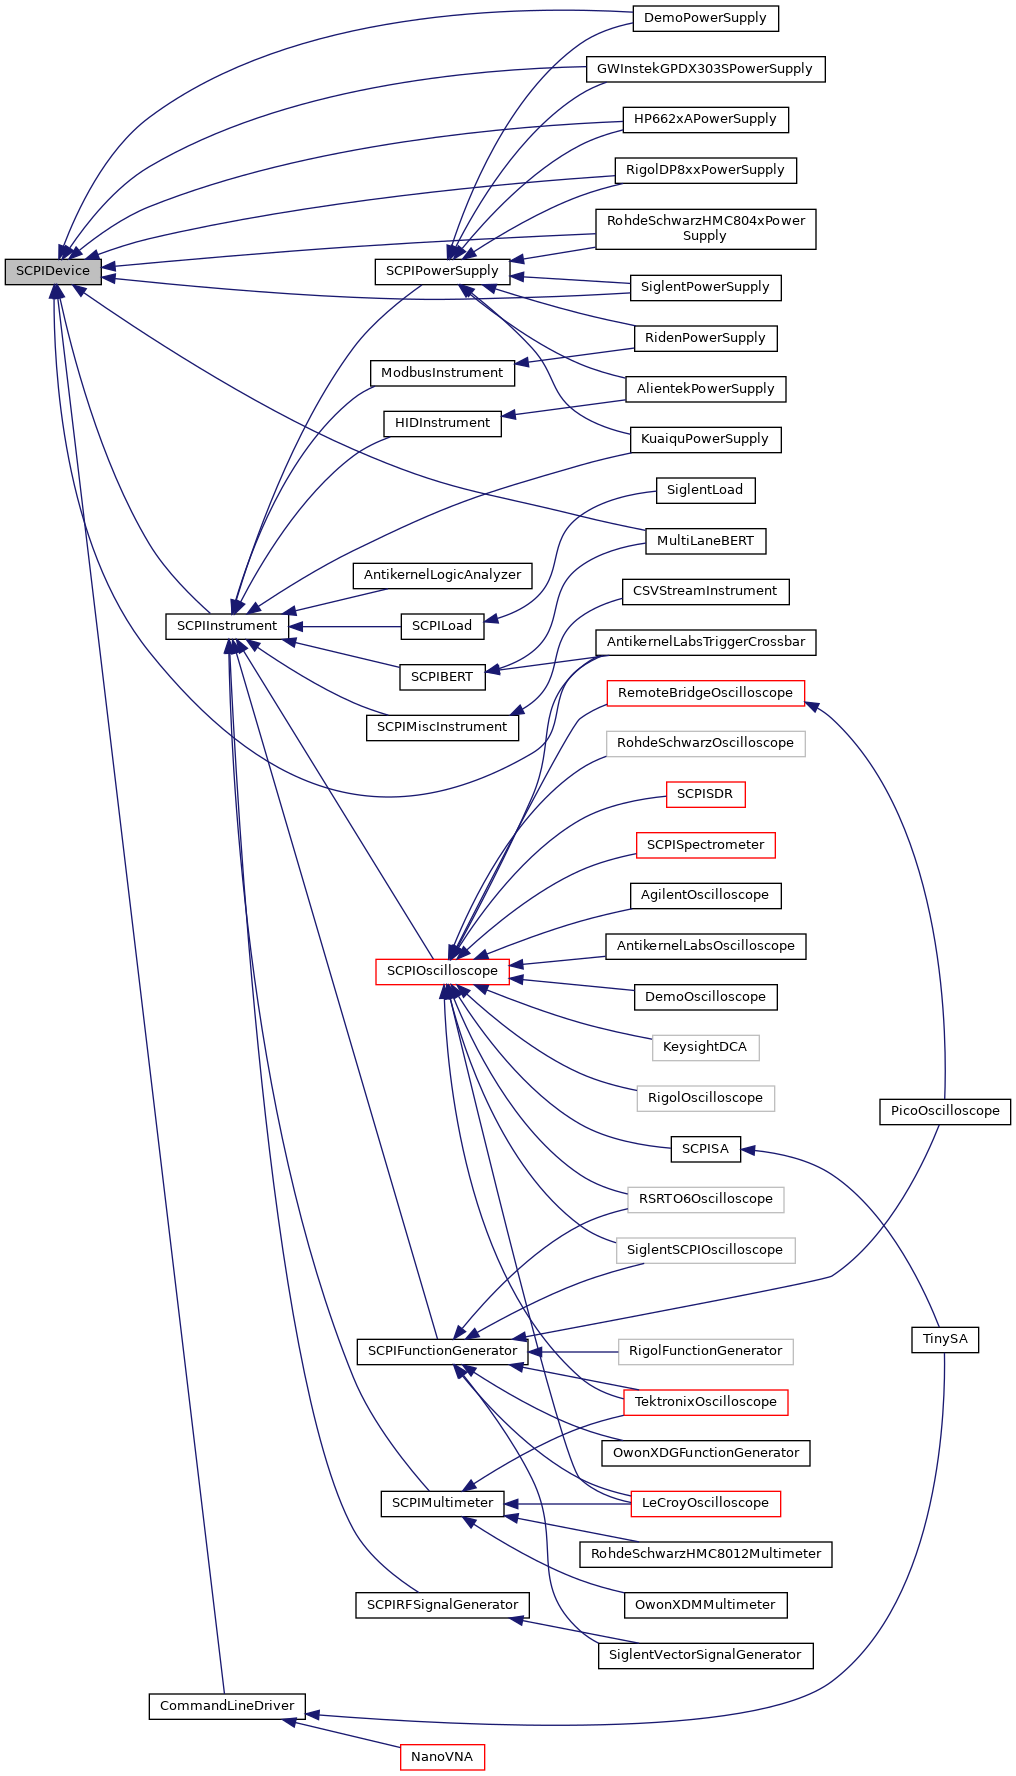 DemoPowerSupply
GWInstekGPDX303SPowerSupply
HP662xAPowerSupply
RigolDP8xxPowerSupply
RohdeSchwarzHMC804xPower
Supply
SCPIDevice
SCPIPowerSupply
SiglentPowerSupply
RidenPowerSupply
ModbusInstrument
AlientekPowerSupply
HIDInstrument
KuaiquPowerSupply
SiglentLoad
MultiLaneBERT
AntikernelLogicAnalyzer
CSVStreamInstrument
SCPIInstrument
SCPILoad
AntikernelLabsTriggerCrossbar
SCPIBERT
RemoteBridgeOscilloscope
SCPIMiscInstrument
RohdeSchwarzOscilloscope
SCPISDR
SCPISpectrometer
AgilentOscilloscope
AntikernelLabsOscilloscope
SCPIOscilloscope
DemoOscilloscope
KeysightDCA
RigolOscilloscope
PicoOscilloscope
SCPISA
RSRTO6Oscilloscope
SiglentSCPIOscilloscope
TinySA
SCPIFunctionGenerator
RigolFunctionGenerator
TektronixOscilloscope
OwonXDGFunctionGenerator
SCPIMultimeter
LeCroyOscilloscope
RohdeSchwarzHMC8012Multimeter
SCPIRFSignalGenerator
OwonXDMMultimeter
SiglentVectorSignalGenerator
CommandLineDriver
NanoVNA